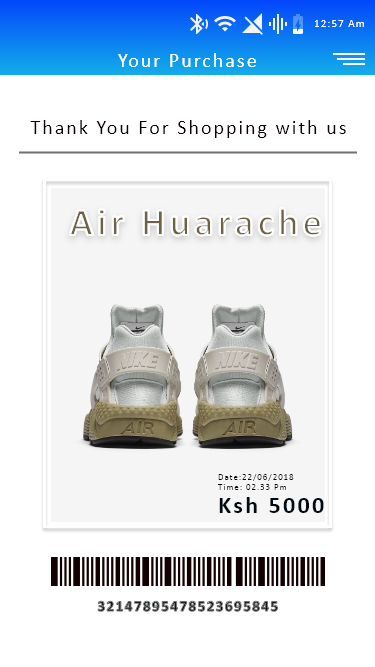 12:57 Am
Your Purchase
Thank You For Shopping with us
Air Huarache
NIKE NIKE
AIR AIR
Date:22/06/2018
Time: 02.33 Pm
Ksh 5000
32147895478523695845